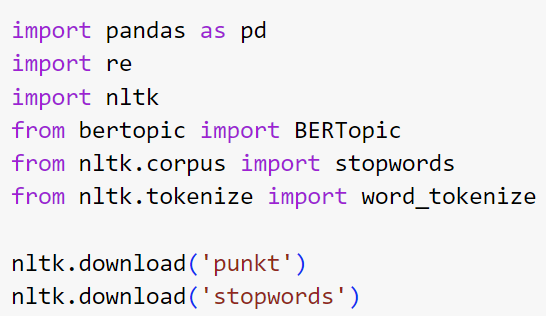 import pandas as pd
import re
import nltk
from bertopic import BERTopic
from nltk.corpus import stopwords
from nltk.tokenize import word_tokenize
nltk.download('punkt')
nltk.download('stopwords')